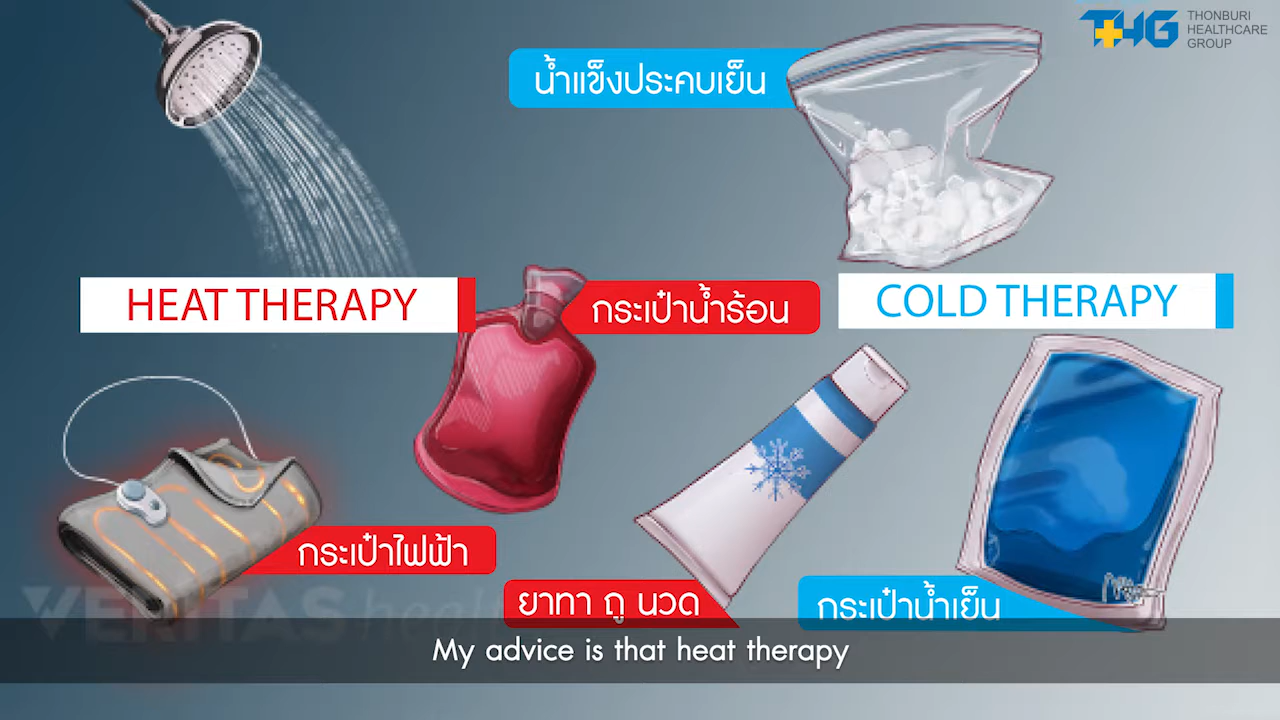 THG THONBURI
HEALTHCARE
GROUP
น้ำแข็งประคบเย็น
HEAT THERAPY
กระเป๋าน้ำร้อน
COLD THERAPY
กระเป๋าไฟฟ้า
ยาทา ถู นวด
กระเป๋าน้ำเย็น
VERITAS health
My advice is that heat therapy